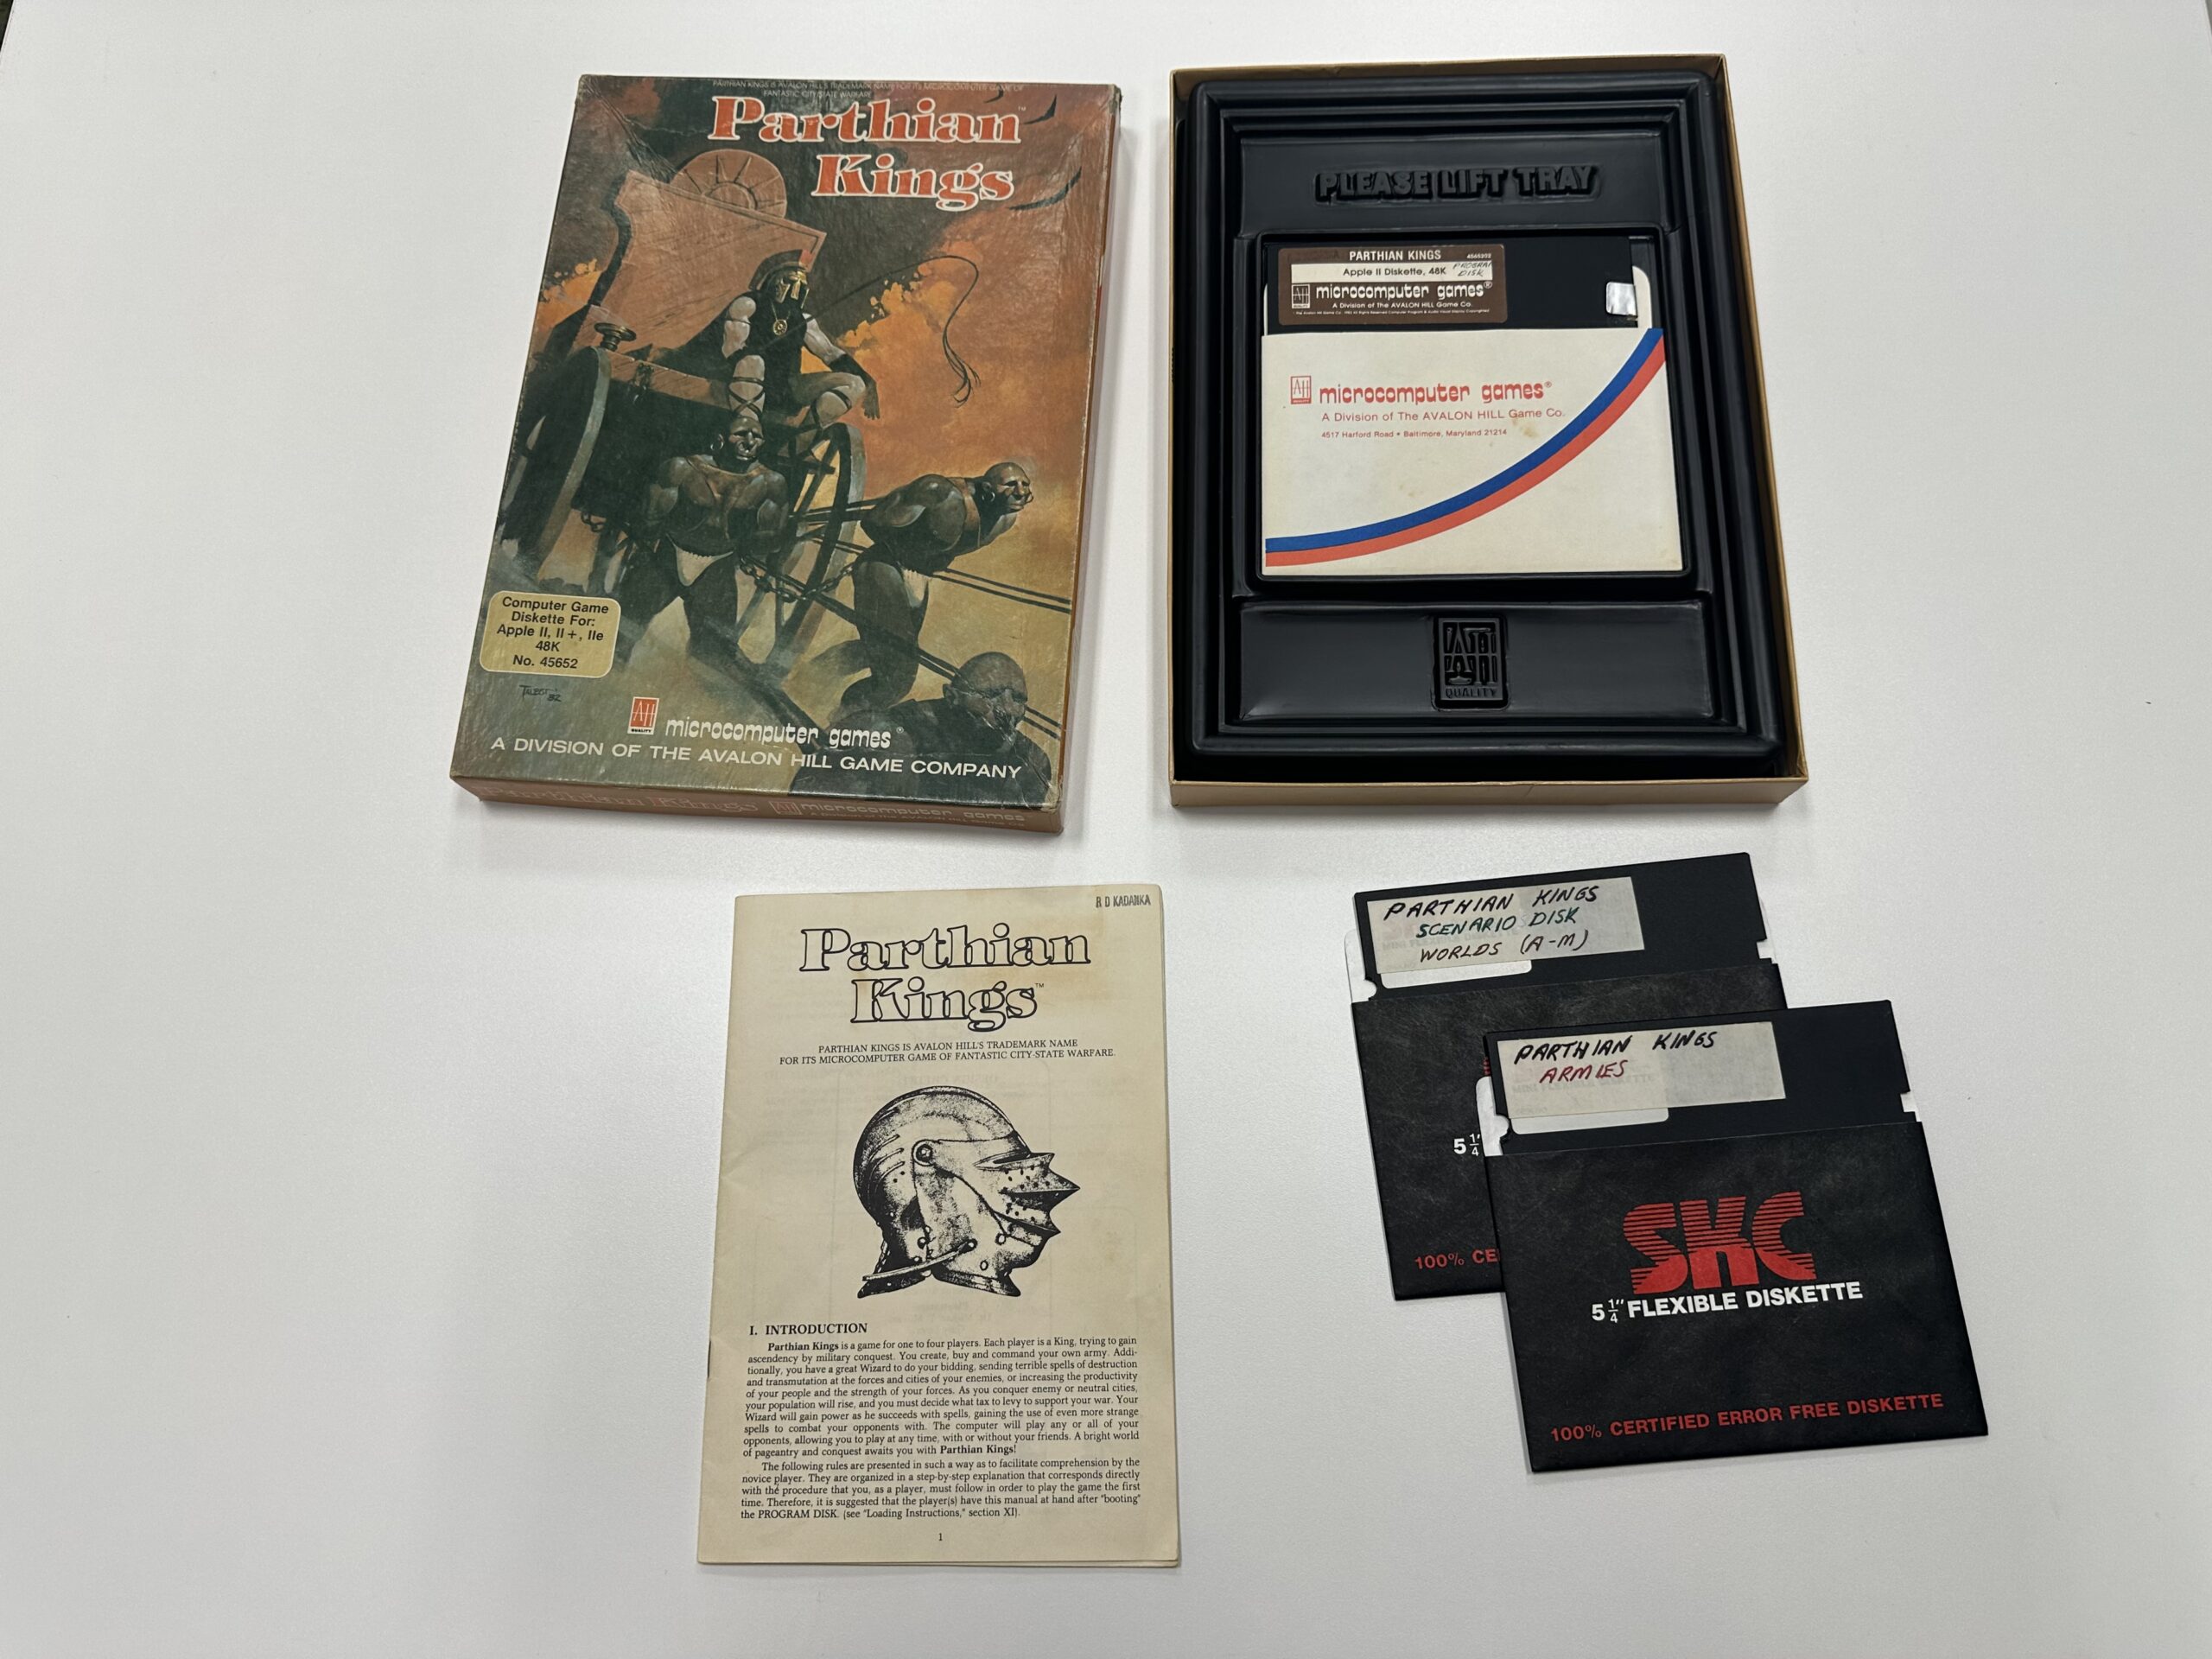 PARTHIAN KINGS IS AVALON HILL'S TRADEMARK NAME FOR ITS MICROCOMPUTER GAME OF
FANTASTIC CITY-STATE WARFARE.
Parthian™
Kings
Computer Game
Diskette For:
Apple II, II+, IIe
48K
No. 45652
AH
QUALITY
microcomputer games®
A DIVISION OF THE AVALON HILL GAME COMPANY
Parthian Kings AH microcomputer games
PLEASE LIFT TRAY
PARTHIAN KINGS
Apple II Diskette, 48K PROGRAM
DISK
AH microcomputer games®
A Division of The AVALON HILL Game Co.
AH microcomputer games®
A Division of The AVALON HILL Game Co.
4517 Harford Road • Baltimore, Maryland 21214
AH
QUALITY
R D KADANKA
Parthian
Kings™
PARTHIAN KINGS IS AVALON HILL'S TRADEMARK NAME
FOR ITS MICROCOMPUTER GAME OF FANTASTIC CITY-STATE WARFARE.
I. INTRODUCTION
Parthian Kings is a game for one to four players. Each player is a King, trying to gain
ascendency by military conquest. You create, buy and command your own army. Addi-
tionally, you have a great Wizard to do your bidding, sending terrible spells of destruction
and transmutation at the forces and cities of your enemies, or increasing the productivity
of your people and the strength of your forces. As you conquer enemy or neutral cities,
your population will rise, and you must decide what tax to levy to support your war. Your
Wizard will gain power as he succeeds with spells, gaining the use of even more strange
spells to combat your opponents with. The computer will play any or all of your
opponents, allowing you to play at any time, with or without your friends. A bright world
of pageantry and conquest awaits you with Parthian Kings!
The following rules are presented in such a way as to facilitate comprehension by the
novice player. They are organized in a step-by-step explanation that corresponds directly
with the procedure that you, as a player, must follow in order to play the game the first
time. Therefore, it is suggested that the player(s) have this manual at hand after "booting"
the PROGRAM DISK. (see "Loading Instructions," section XI).
1
PARTHIAN KINGS
SCENARIO DISK
WORLDS (A-M)
5 1/4
100% CE
PARTHIAN KINGS
ARMIES
SKC
5 1/4" FLEXIBLE DISKETTE
100% CERTIFIED ERROR FREE DISKETTE